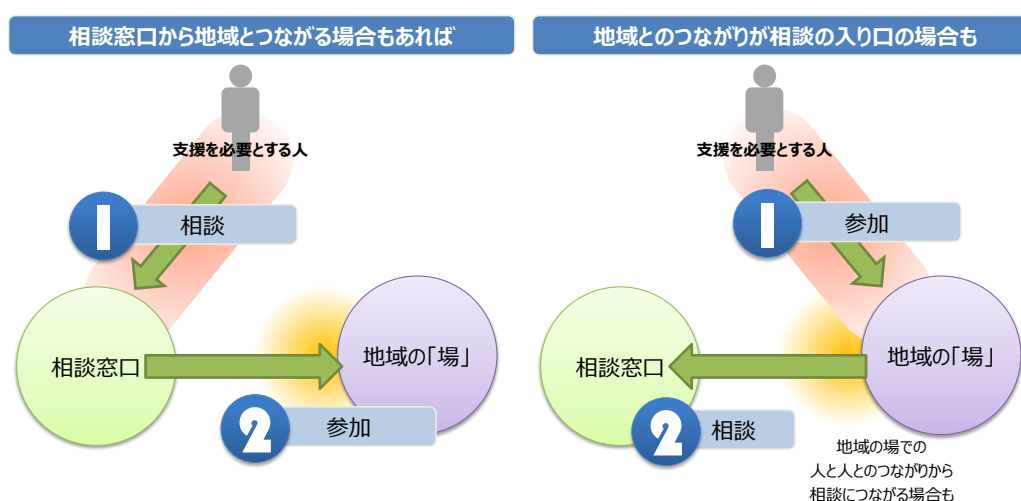 相談窓口から地域とつながる場合もあれば
支援を必要とする人
1
相談
相談窓口
地域の「場」
2
参加
地域とのつながりが相談の入り口の場合も
支援を必要とする人
1
参加
相談窓口
地域の「場」
2
相談
地域の場での
人と人とのつながりから
相談につながる場合も